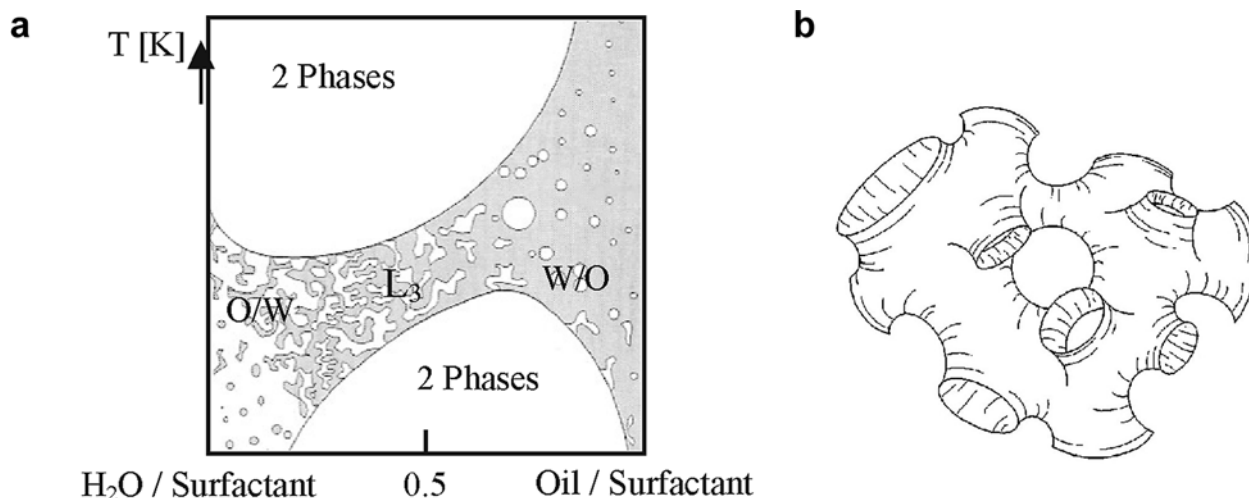 a
b
T [K]
2 Phases
O/W
L₃
W/O
2 Phases
H₂O / Surfactant 0.5 Oil / Surfactant